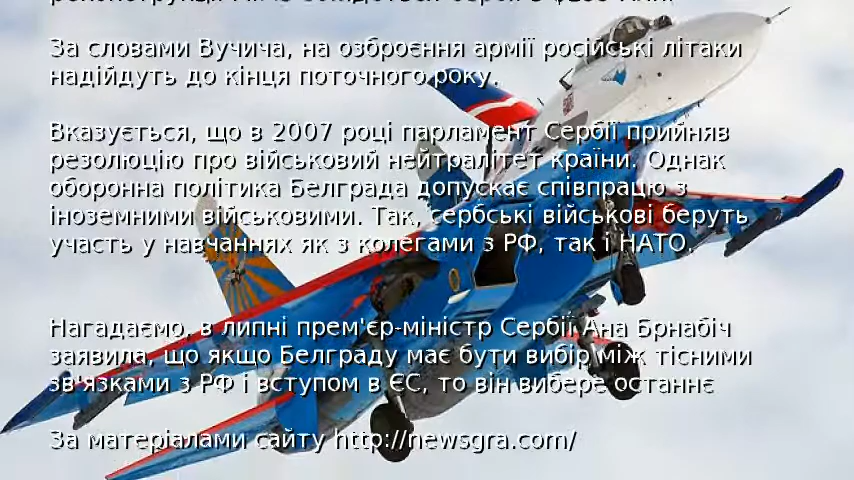 За словами Вучича, на озброєння армії російські літаки
надійдуть до кінця поточного року.
Вказується, що в 2007 році парламент Сербії прийняв
резолюцію про військовий нейтралітет країни. Однак
оборонна політика Белграда допускає співпрацю з
іноземними військовими. Так, сербські військові беруть
участь у навчаннях як з колегами з РФ, так і НАТО.
Нагадаємо, в липні прем'єр-міністр Сербії Ана Брнабіч
заявила, що якщо Белграду має бути вибір між тісними
зв'язками з РФ і вступом в ЄС, то він вибере останнє
За матеріалами сайту http://newsgra.com/